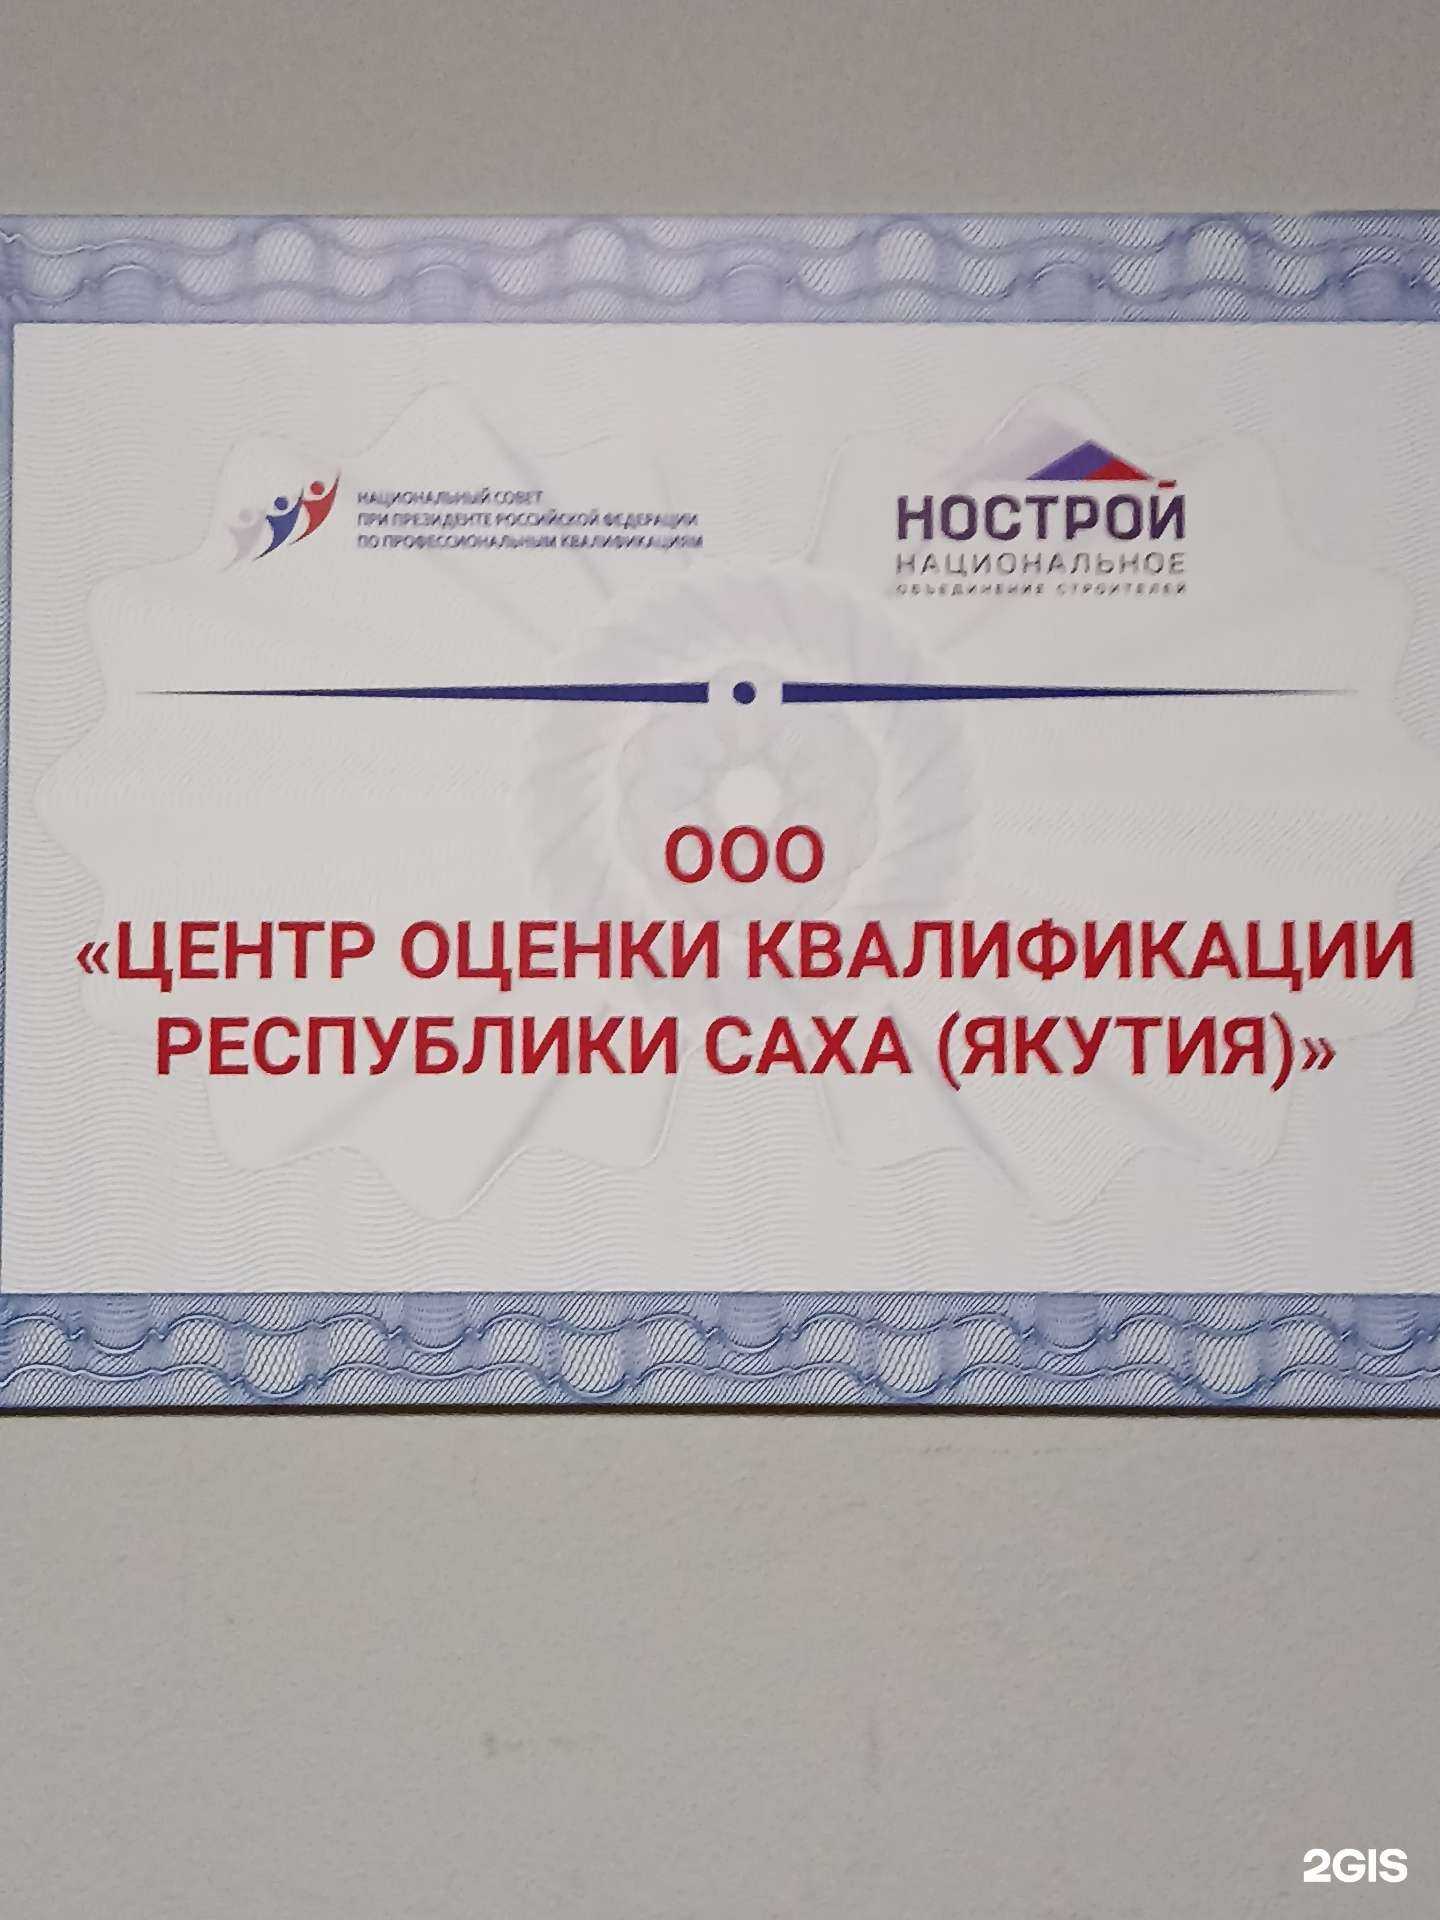 НАЦИОНАЛЬНЫЙ СОВЕТ
ПРИ ПРЕЗИДЕНТЕ РОССИЙСКОЙ ФЕДЕРАЦИИ
ПО ПРОФЕССИОНАЛЬНЫМ КВАЛИФИКАЦИЯМ
НОСТРОЙ
НАЦИОНАЛЬНОЕ
ОБЪЕДИНЕНИЕ СТРОИТЕЛЕЙ
ООО
«ЦЕНТР ОЦЕНКИ КВАЛИФИКАЦИИ
РЕСПУБЛИКИ САХА (ЯКУТИЯ)»
2GIS